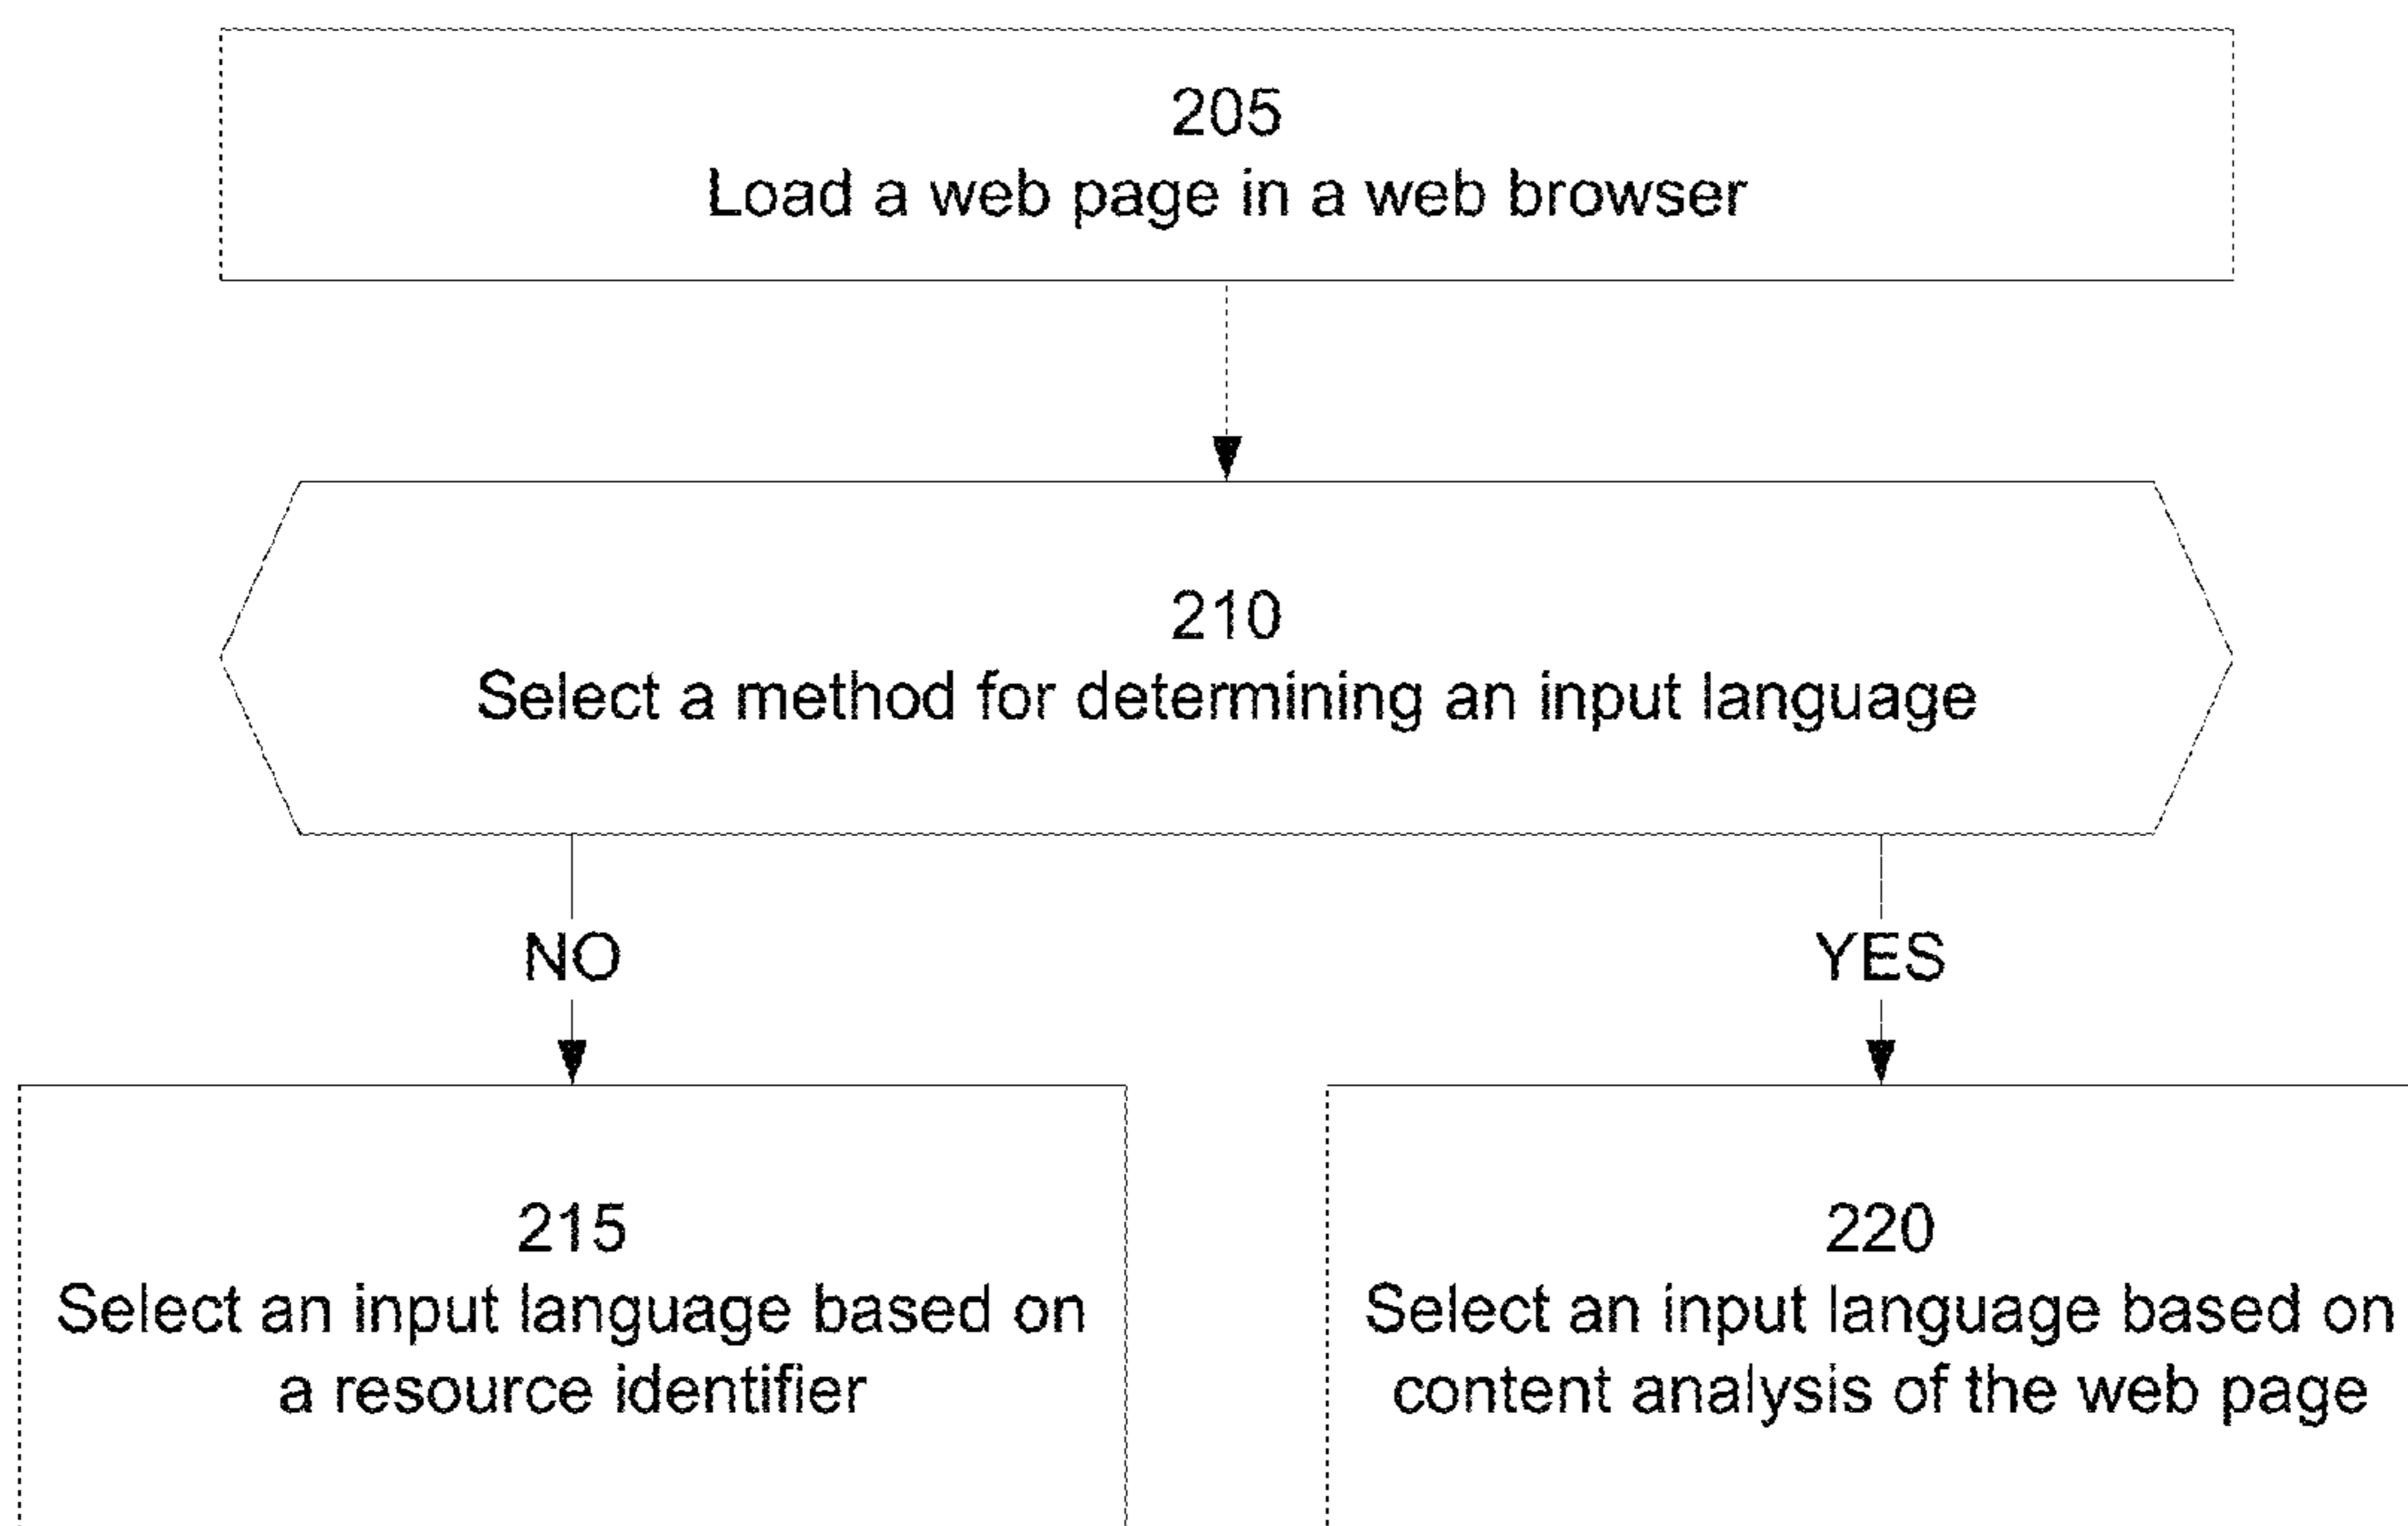 205
Load a web page in a web browser
210
Select a method for determining an input language
NO
YES
215
Select an input language based on
a resource identifier
220
Select an input language based on
content analysis of the web page